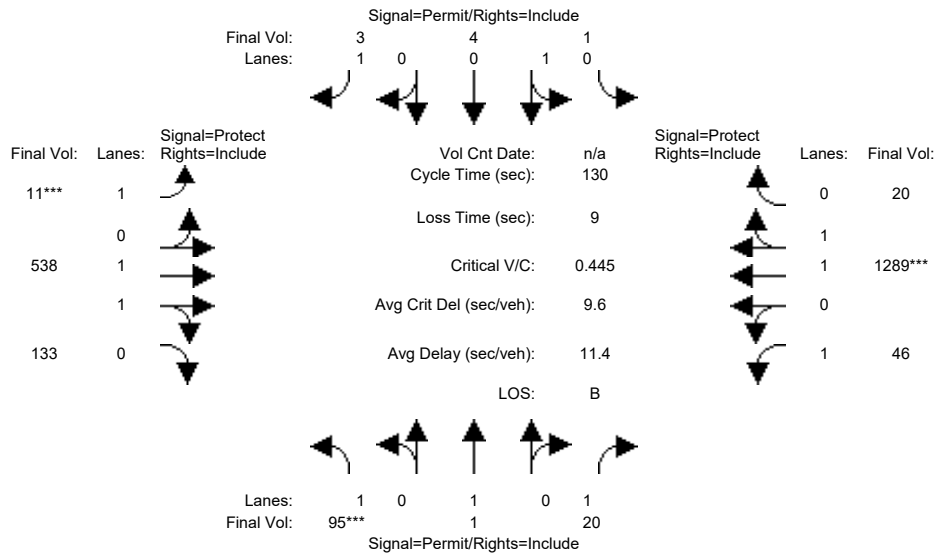 Signal=Permit/Rights=Include
Final Vol: 3 4 1
Lanes: 1 0 0 1 0
Signal=Protect
Final Vol: Lanes: Rights=Include
Vol Cnt Date: n/a
Signal=Protect
Rights=Include Lanes: Final Vol:
Cycle Time (sec): 130
11*** 1
0 20
Loss Time (sec): 9
0
1
538 1
Critical V/C: 0.445
1 1289***
1
Avg Crit Del (sec/veh): 9.6
0
133 0
Avg Delay (sec/veh): 11.4
1 46
LOS: B
Lanes: 1 0 1 0 1
Final Vol: 95*** 1 20
Signal=Permit/Rights=Include